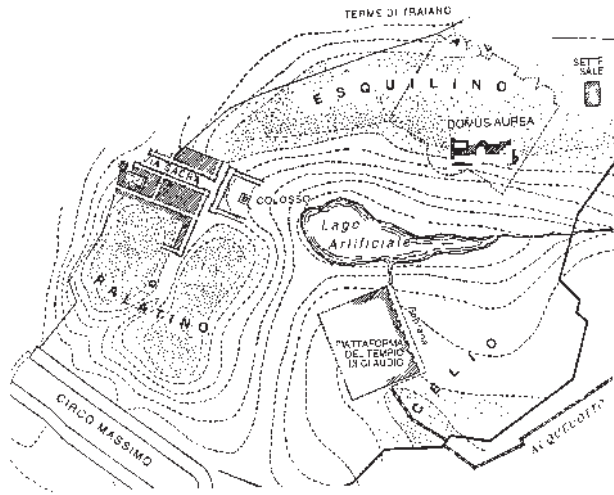 TERME DI TRAIANO
ESQUILINO
SETTE
SALE
DOMUS AUREA
VIA SACRA
COLOSSO
Lago
Artificiale
PALATINO
Fontana
PIATTAFORMA
DEL TEMPIO
DI CLAUDIO
CELIO
CIRCO MASSIMO
ACQUEDOTTO